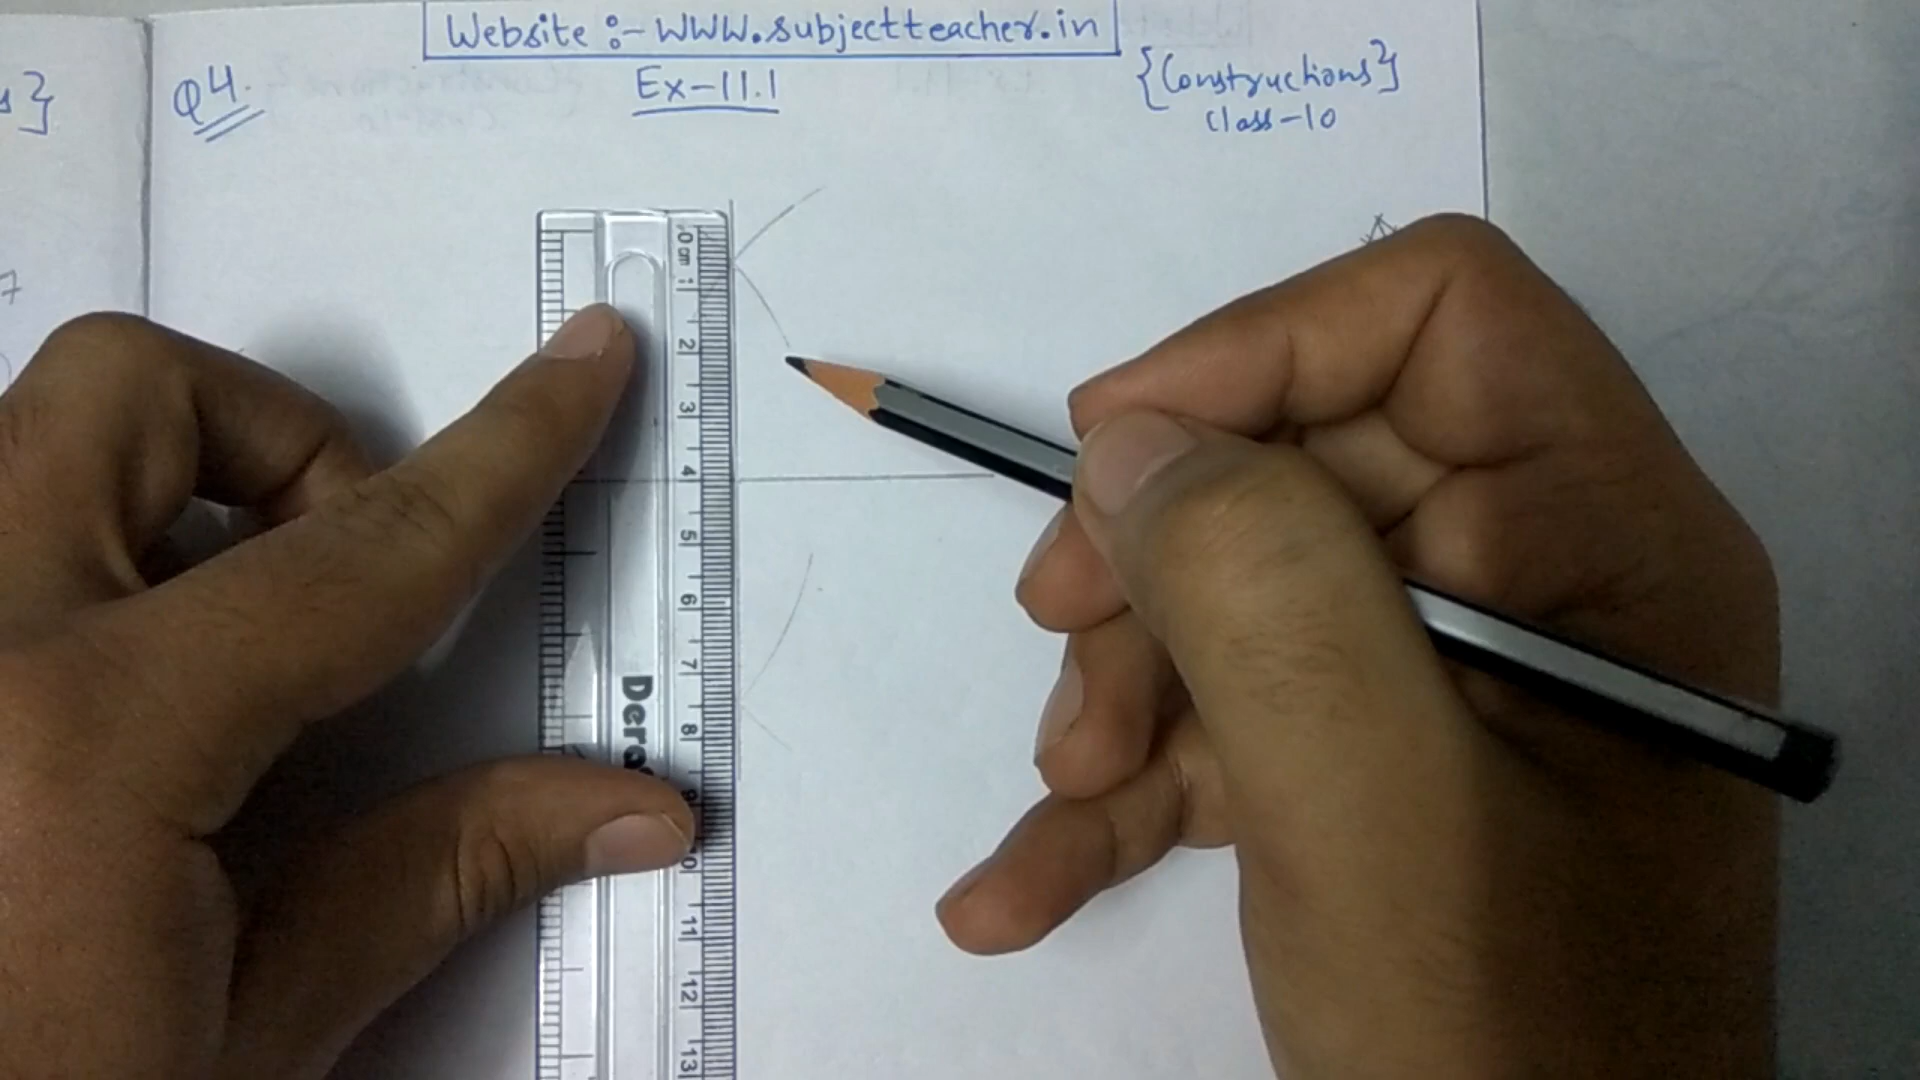 Website :- WWW.subjectteacher.in
Q4.
Ex-11.1
{Constructions}
Class-10
s}
7
0 cm 1 2 3 4 5 6 7 8 9 10 11 12 13